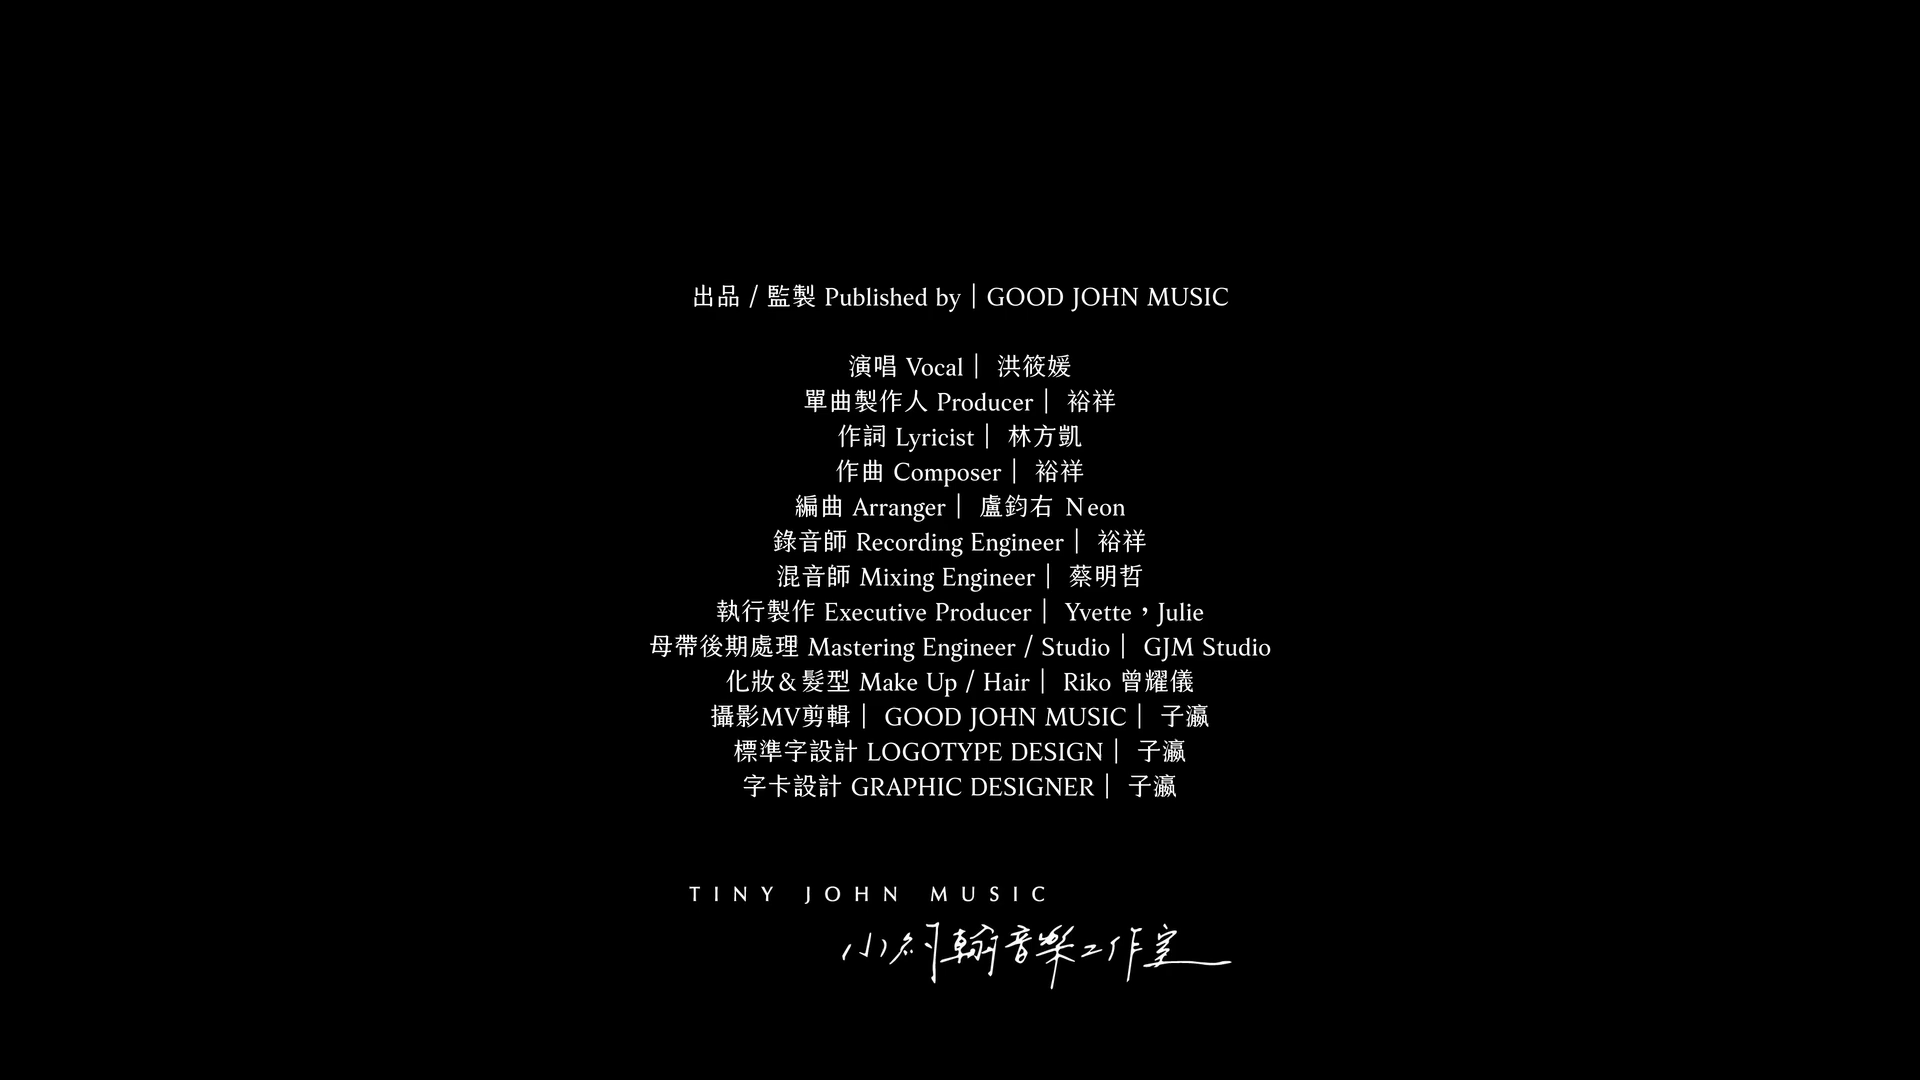 出品 / 監製 Published by｜GOOD JOHN MUSIC
演唱 Vocal｜ 洪筱媛
單曲製作人 Producer｜ 裕祥
作詞 Lyricist｜ 林方凱
作曲 Composer｜ 裕祥
編曲 Arranger｜ 盧鈞右 Neon
錄音師 Recording Engineer｜ 裕祥
混音師 Mixing Engineer｜ 蔡明哲
執行製作 Executive Producer｜ Yvette，Julie
母帶後期處理 Mastering Engineer / Studio｜ GJM Studio
化妝＆髮型 Make Up / Hair｜ Riko 曾耀儀
攝影MV剪輯｜ GOOD JOHN MUSIC｜ 子瀛
標準字設計 LOGOTYPE DESIGN｜ 子瀛
字卡設計 GRAPHIC DESIGNER｜ 子瀛
TINY JOHN MUSIC
小約翰音樂工作室